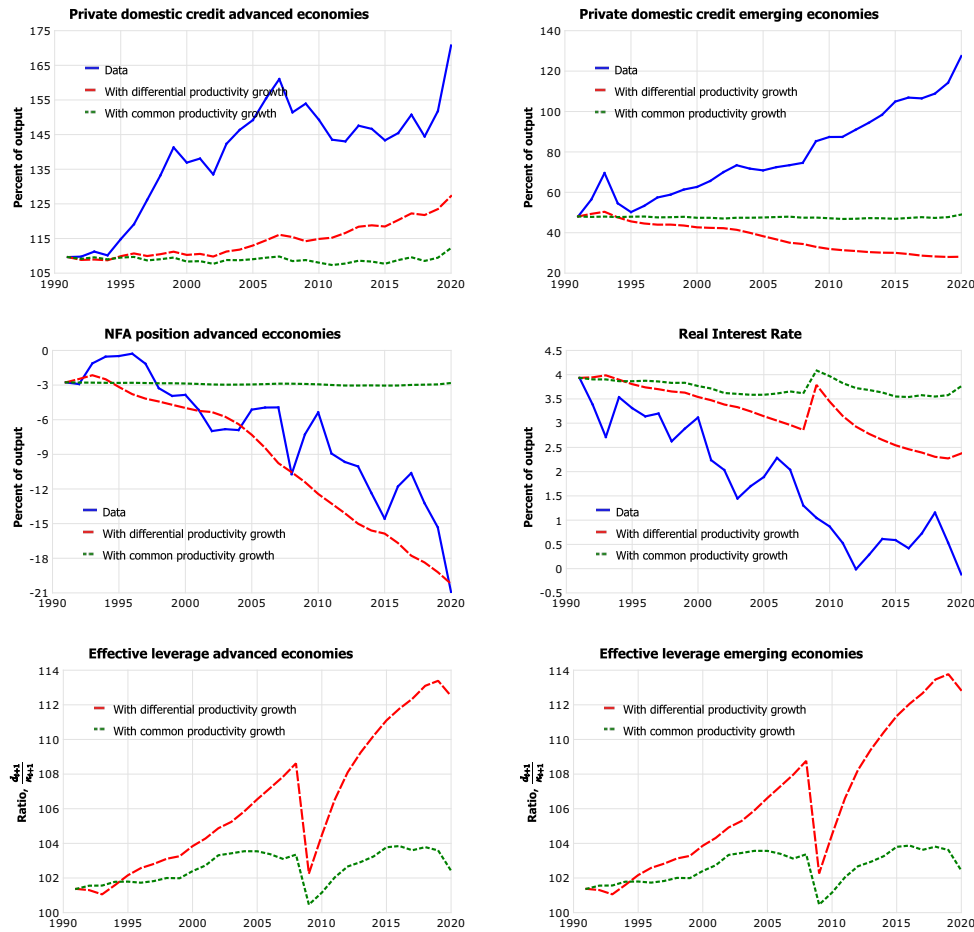 Private domestic credit advanced economies
Percent of output
175
165
155
145
135
125
115
105
Data
With differential productivity growth
With common productivity growth
1990 1995 2000 2005 2010 2015 2020
Private domestic credit emerging economies
Percent of output
140
120
100
80
60
40
20
Data
With differential productivity growth
With common productivity growth
1990 1995 2000 2005 2010 2015 2020
NFA position advanced ecconomies
Percent of output
0
-3
-6
-9
-12
-15
-18
-21
Data
With differential productivity growth
With common productivity growth
1990 1995 2000 2005 2010 2015 2020
Real Interest Rate
Percent of output
4.5
4
3.5
3
2.5
2
1.5
1
0.5
0
-0.5
Data
With differential productivity growth
With common productivity growth
1990 1995 2000 2005 2010 2015 2020
Effective leverage advanced economies
Ratio,
114
112
110
108
106
104
102
100
With differential productivity growth
With common productivity growth
1990 1995 2000 2005 2010 2015 2020
Effective leverage emerging economies
Ratio,
114
112
110
108
106
104
102
100
With differential productivity growth
With common productivity growth
1990 1995 2000 2005 2010 2015 2020